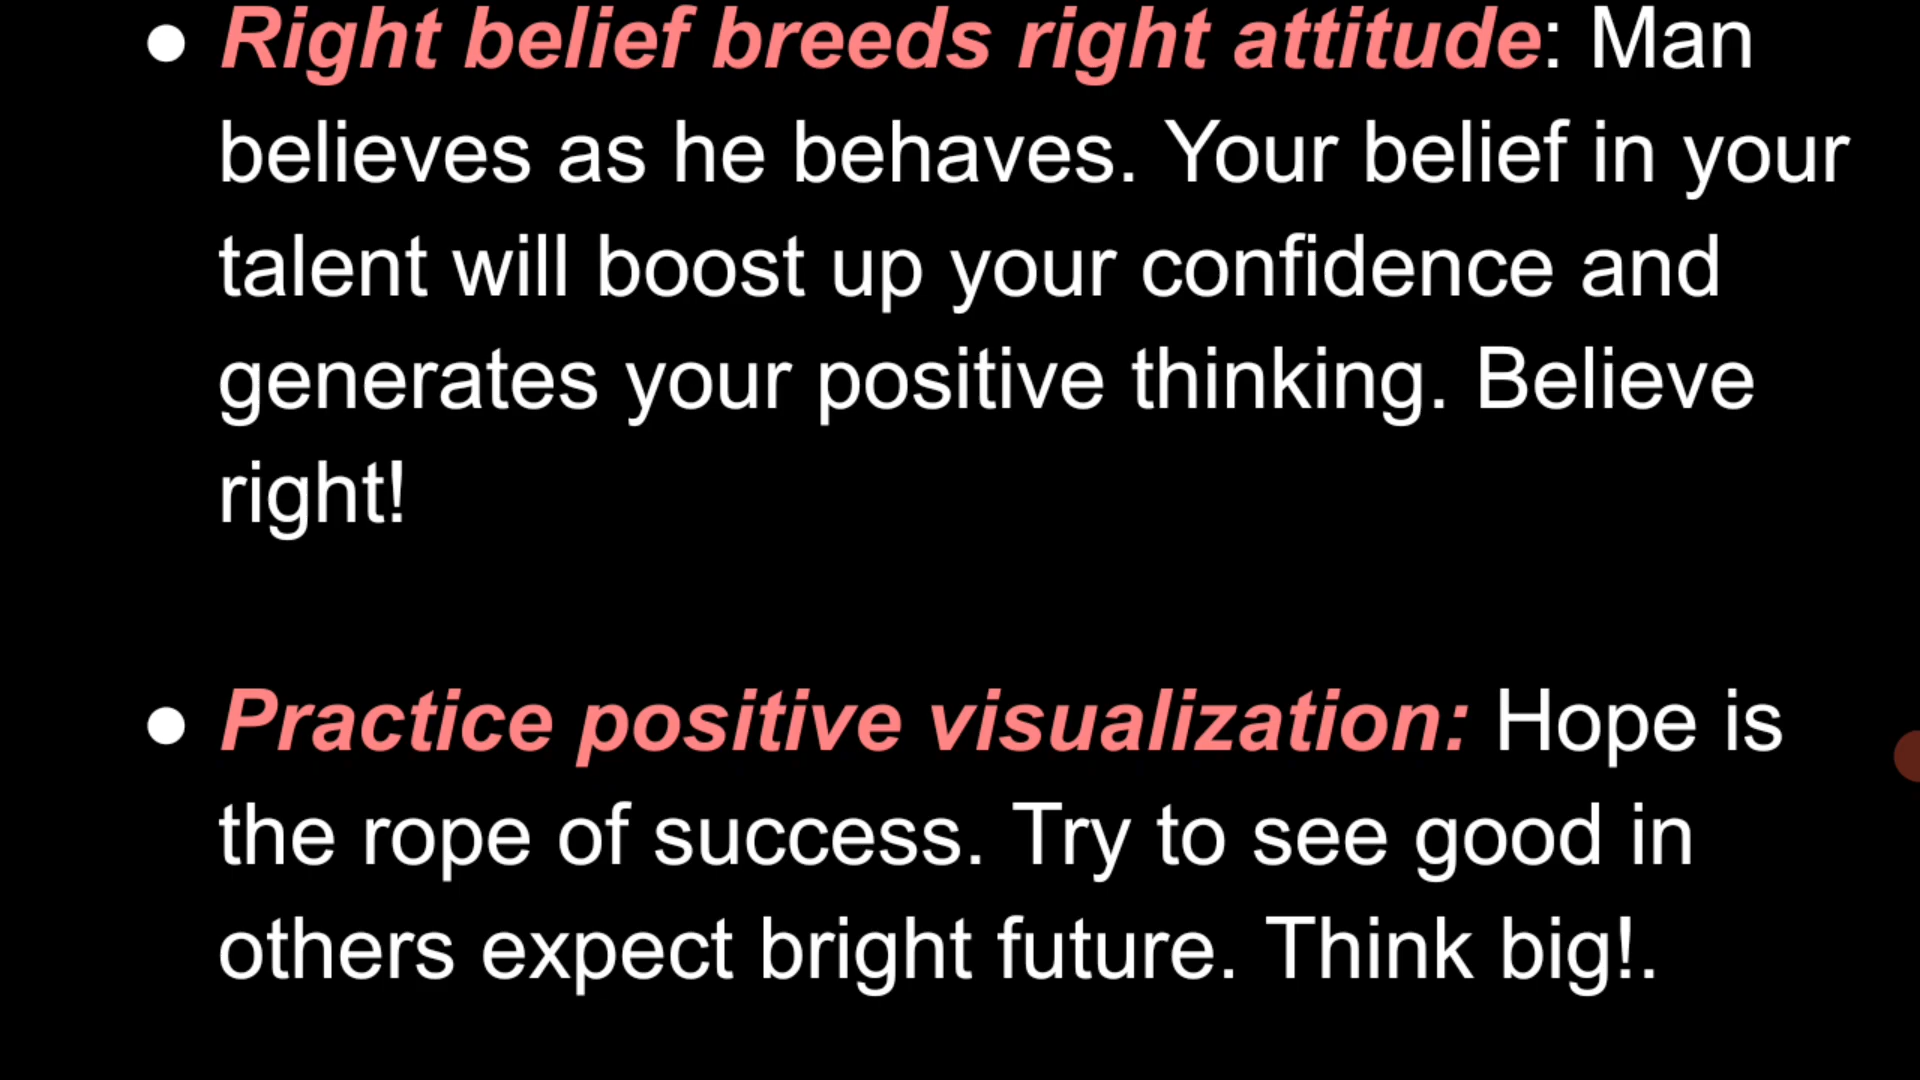 ● Right belief breeds right attitude: Man
believes as he behaves. Your belief in your
talent will boost up your confidence and
generates your positive thinking. Believe
right!
● Practice positive visualization: Hope is
the rope of success. Try to see good in
others expect bright future. Think big!.